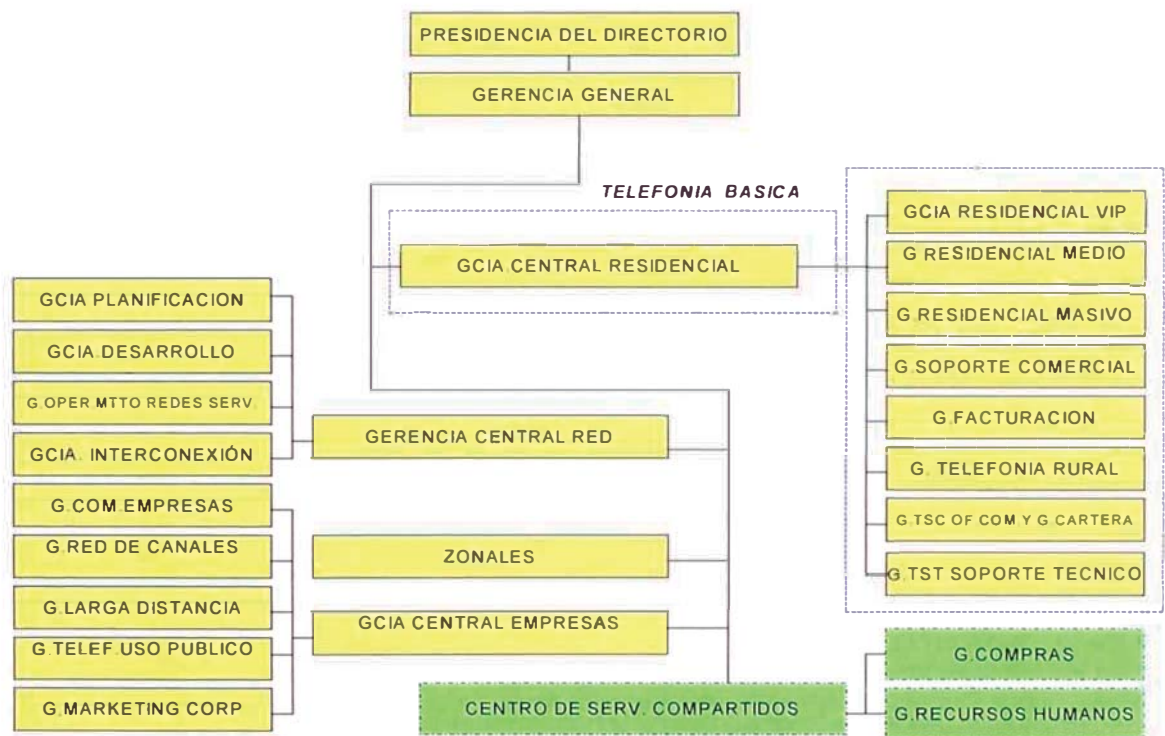 PRESIDENCIA DEL DIRECTORIO
GERENCIA GENERAL
TELEFONIA BASICA
GCIA.CENTRAL RESIDENCIAL
GCIA RESIDENCIAL VIP
G RESIDENCIAL MEDIO
G.RESIDENCIAL MASIVO
G.SOPORTE COMERCIAL
G.FACTURACION
G. TELEFONIA RURAL
G.TSC OF COM.Y G.CARTERA
G.TST SOPORTE TECNICO
GCIA PLANIFICACION
GCIA.DESARROLLO
G.OPER.MTTO REDES SERV.
GCIA. INTERCONEXIÓN
GERENCIA CENTRAL RED
G.COM.EMPRESAS
G.RED DE CANALES
G.LARGA DISTANCIA
G.TELEF.USO PUBLICO
G.MARKETING CORP
ZONALES
GCIA CENTRAL EMPRESAS
CENTRO DE SERV. COMPARTIDOS
G.COMPRAS
G.RECURSOS HUMANOS